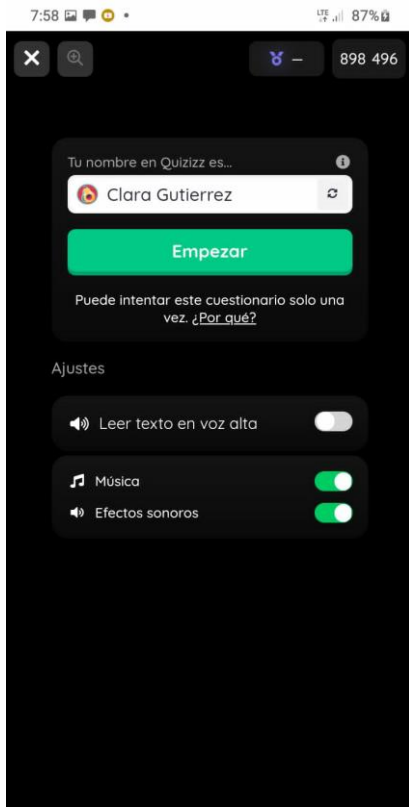 7:58
LTE
87%
–
898 496
Tu nombre en Quizizz es...
Clara Gutierrez
Empezar
Puede intentar este cuestionario solo una
vez. ¿Por qué?
Ajustes
Leer texto en voz alta
Música
Efectos sonoros